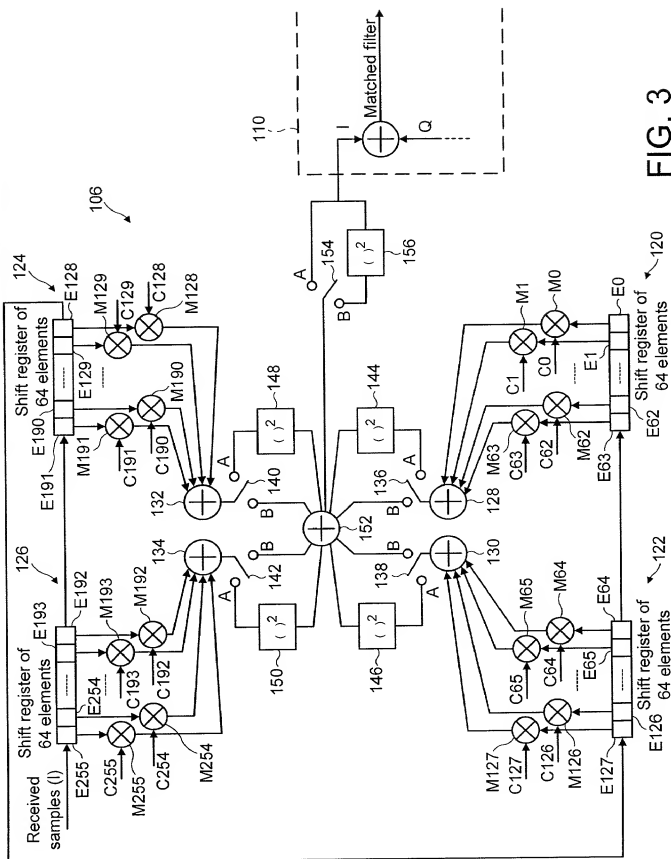 Received
samples (I)
Shift register of
64 elements
126
E255
E254
E193
E192
C255
M255
C254
M254
C193
M193
C192
M192
134
142
A
B
150
( )²
Shift register of
64 elements
124
E191
E190
E129
E128
M191
C191
C190
M190
M129
C129
C128
M128
132
140
A
B
148
( )²
106
152
154
A
B
( )²
156
110
I
Q
Matched filter
146
( )²
A
138
B
130
144
( )²
A
136
B
128
M127
C127
C126
M126
M65
C65
C64
M64
E127
E126
E65
E64
Shift register of
64 elements
122
M63
C63
C62
M62
M1
C1
C0
M0
E63
E62
E1
E0
Shift register of
64 elements
120
FIG. 3